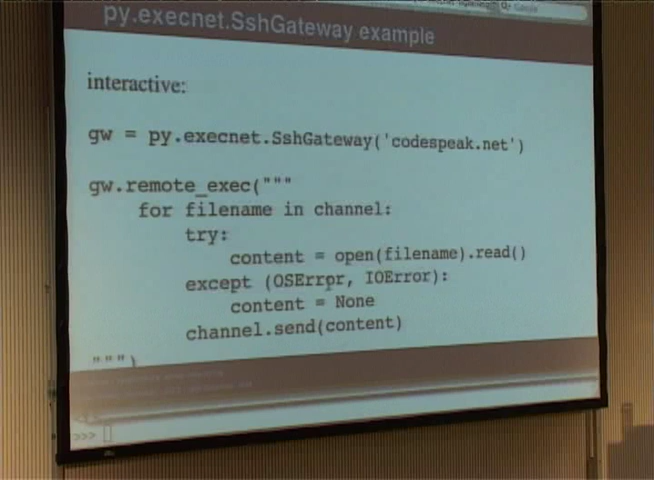 py.execnet.SshGateway example
interactive:
gw = py.execnet.SshGateway('codespeak.net')
gw.remote_exec("""
for filename in channel:
try:
content = open(filename).read()
except (OSError, IOError):
content = None
channel.send(content)
""")
>>>